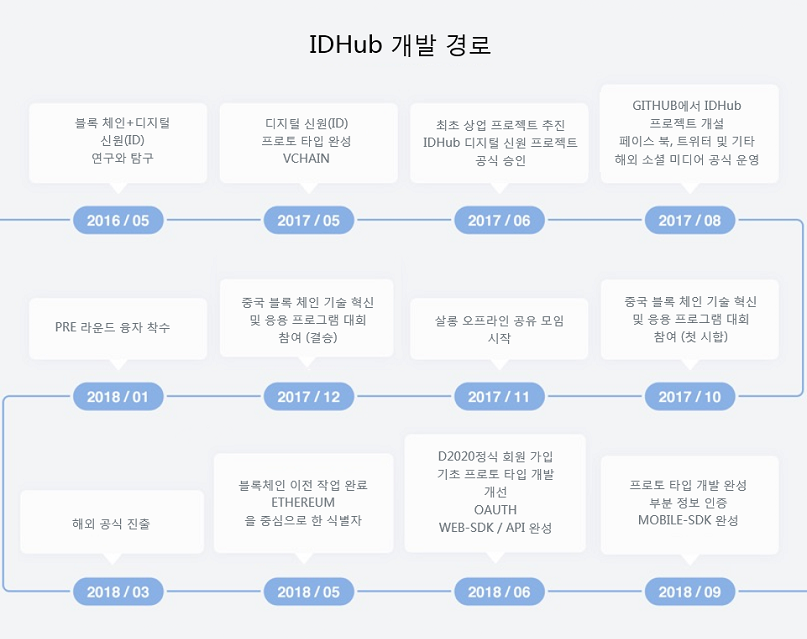 IDHub 개발 경로
블록 체인+디지털
신원(ID)
연구와 탐구
2016 / 05
디지털 신원(ID)
프로토 타입 완성
VCHAIN
2017 / 05
최초 상업 프로젝트 추진
IDHub 디지털 신원 프로젝트
공식 승인
2017 / 06
GITHUB에서 IDHub
프로젝트 개설
페이스 북, 트위터 및 기타
해외 소셜 미디어 공식 운영
2017 / 08
중국 블록 체인 기술 혁신
및 응용 프로그램 대회
참여 (첫 시합)
2017 / 10
살롱 오프라인 공유 모임
시작
2017 / 11
중국 블록 체인 기술 혁신
및 응용 프로그램 대회
참여 (결승)
2017 / 12
PRE 라운드 융자 착수
2018 / 01
해외 공식 진출
2018 / 03
블록체인 이전 작업 완료
ETHEREUM
을 중심으로 한 식별자
2018 / 05
D2020정식 회원 가입
기초 프로토 타입 개발
개선
OAUTH
WEB-SDK / API 완성
2018 / 06
프로토 타입 개발 완성
부분 정보 인증
MOBILE-SDK 완성
2018 / 09